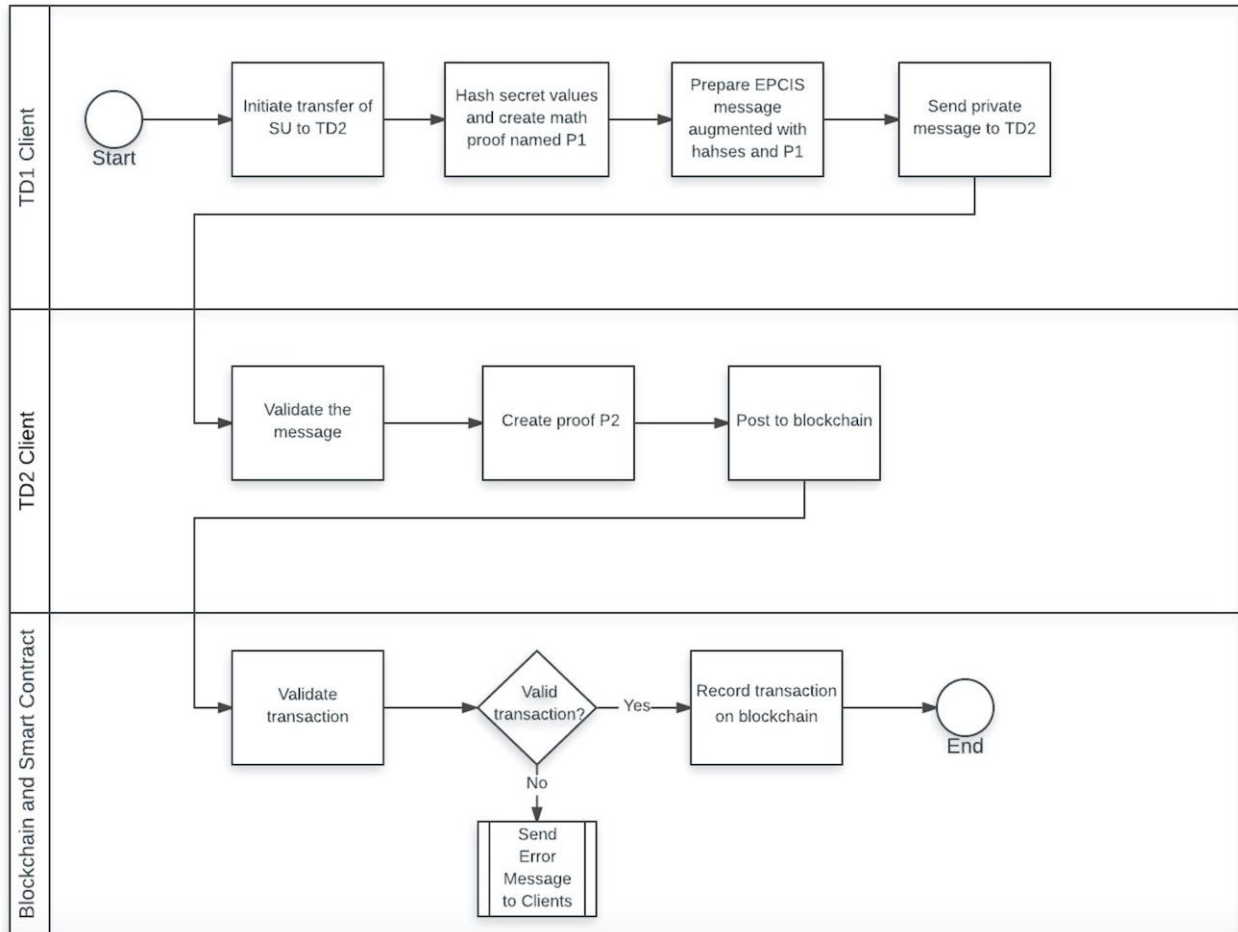 TD1 Client
Start
Initiate transfer of
SU to TD2
Hash secret values
and create math
proof named P1
Prepare EPCIS
message
augmented with
hahses and P1
Send private
message to TD2
TD2 Client
Validate the
message
Create proof P2
Post to blockchain
Blockchain and Smart Contract
Validate
transaction
Valid
transaction?
Yes
Record transaction
on blockchain
End
No
Send
Error
Message
to Clients